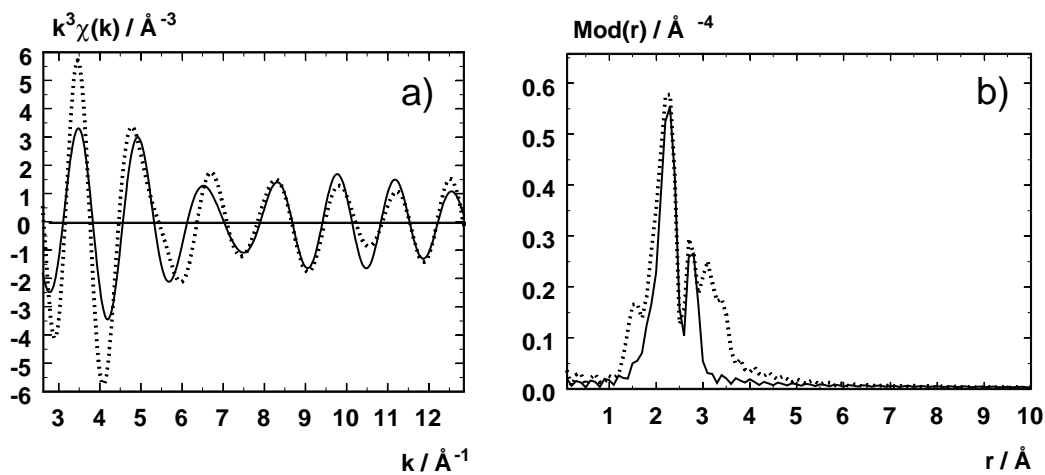 k³χ(k) / Å⁻³
a)
6
5
4
3
2
1
0
-1
-2
-3
-4
-5
-6
3 4 5 6 7 8 9 10 11 12
k / Å⁻¹
Mod(r) / Å ⁻⁴
b)
0.6
0.5
0.4
0.3
0.2
0.1
0.0
1 2 3 4 5 6 7 8 9 10
r / Å